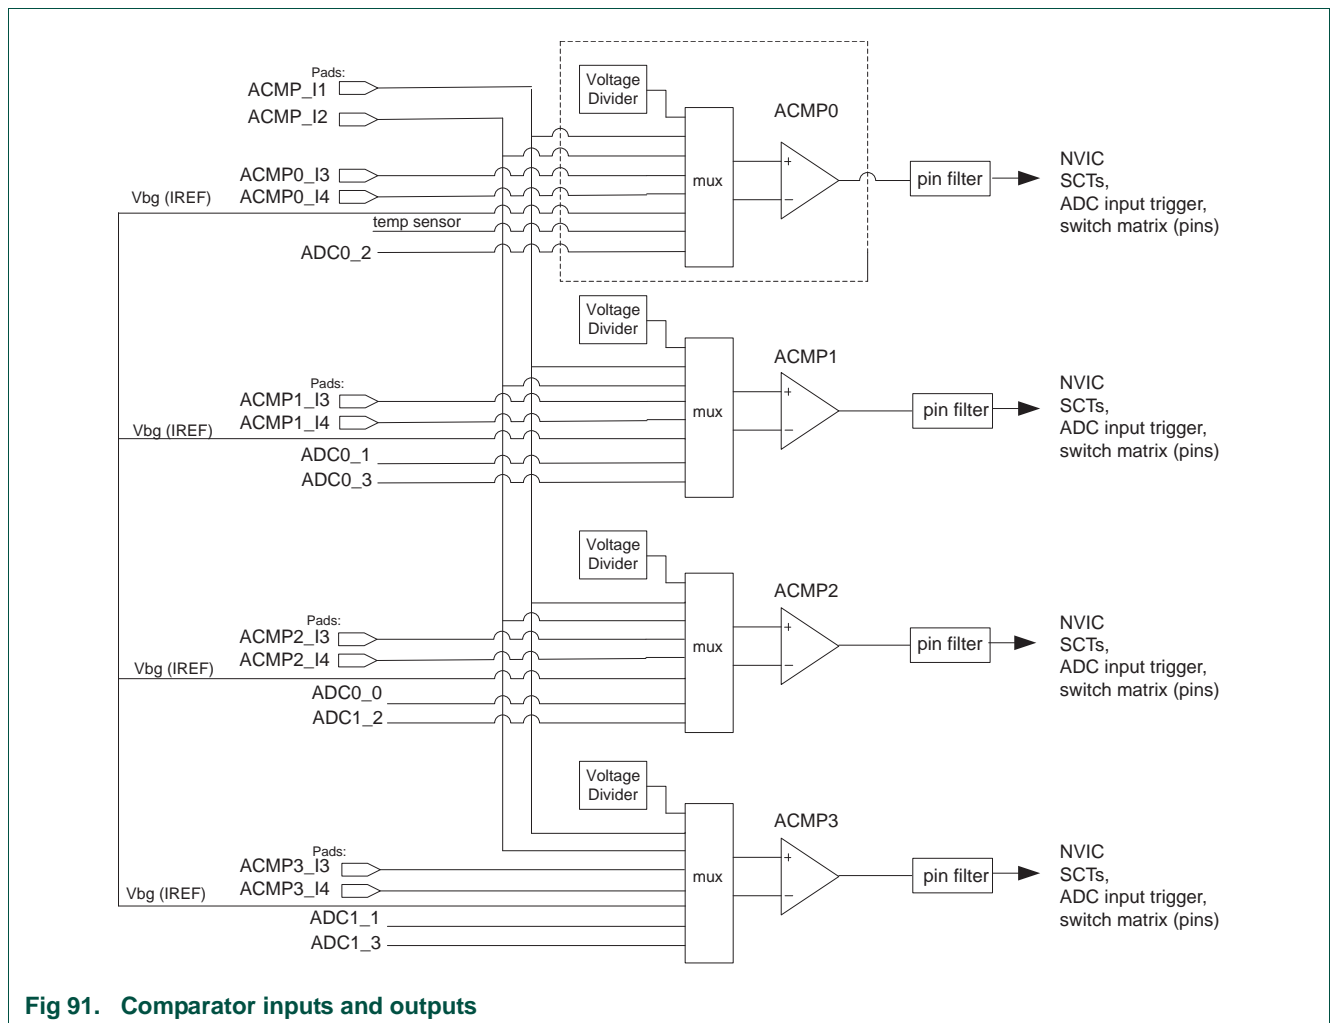 Pads:
ACMP_I1
ACMP_I2
ACMP0_I3
Vbg (IREF)
ACMP0_I4
temp sensor
ADC0_2
Voltage
Divider
mux
ACMP0
+
−
pin filter
NVIC
SCTs,
ADC input trigger,
switch matrix (pins)
Voltage
Divider
Pads:
ACMP1_I3
ACMP1_I4
Vbg (IREF)
ADC0_1
ADC0_3
mux
ACMP1
+
−
pin filter
NVIC
SCTs,
ADC input trigger,
switch matrix (pins)
Voltage
Divider
Pads:
ACMP2_I3
ACMP2_I4
Vbg (IREF)
ADC0_0
ADC1_2
mux
ACMP2
+
−
pin filter
NVIC
SCTs,
ADC input trigger,
switch matrix (pins)
Voltage
Divider
Pads:
ACMP3_I3
ACMP3_I4
Vbg (IREF)
ADC1_1
ADC1_3
mux
ACMP3
+
−
pin filter
NVIC
SCTs,
ADC input trigger,
switch matrix (pins)
Fig 91. Comparator inputs and outputs